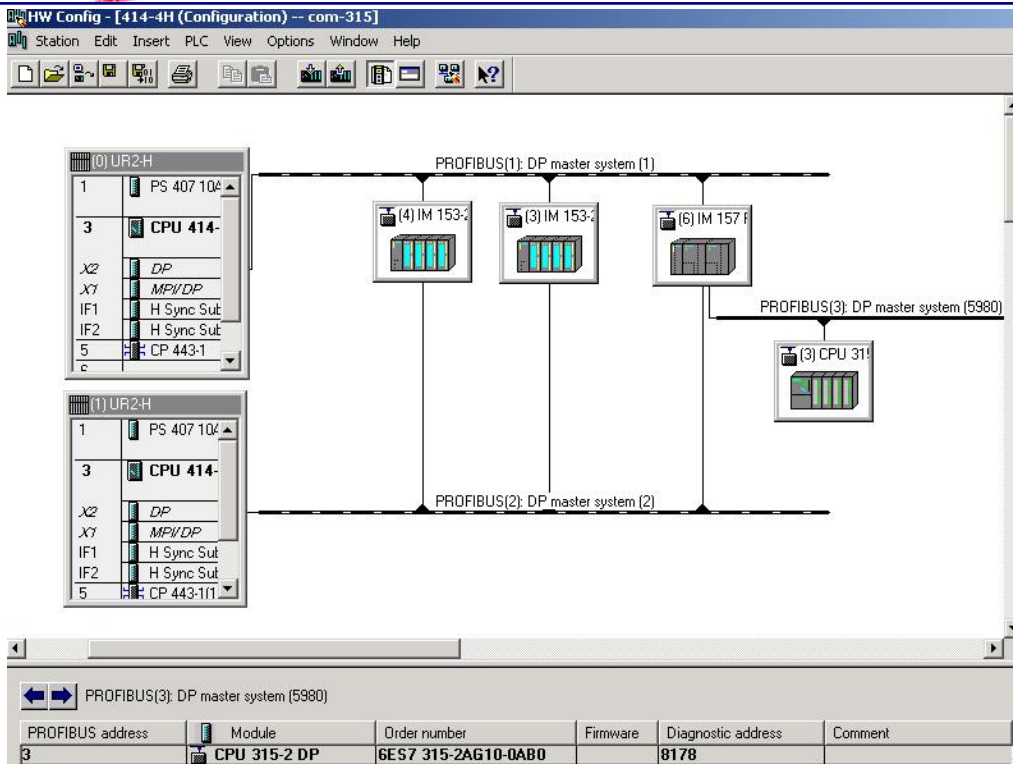 HW Config - [414-4H (Configuration) -- com-315]
Station Edit Insert PLC View Options Window Help
(0) UR2-H
1 PS 407 10A
3 CPU 414-
X2 DP
X1 MPI/DP
IF1 H Sync Sub
IF2 H Sync Sub
5 CP 443-1
6
PROFIBUS(1): DP master system (1)
(4) IM 153-2
(3) IM 153-2
(6) IM 157 F
PROFIBUS(3): DP master system (5980)
(3) CPU 315
(1) UR2-H
1 PS 407 10A
3 CPU 414-
X2 DP
X1 MPI/DP
IF1 H Sync Sub
IF2 H Sync Sub
5 CP 443-1(1
PROFIBUS(2): DP master system (2)
PROFIBUS(3): DP master system (5980)
PROFIBUS address Module Order number Firmware Diagnostic address Comment
3 CPU 315-2 DP 6ES7 315-2AG10-0AB0 8178